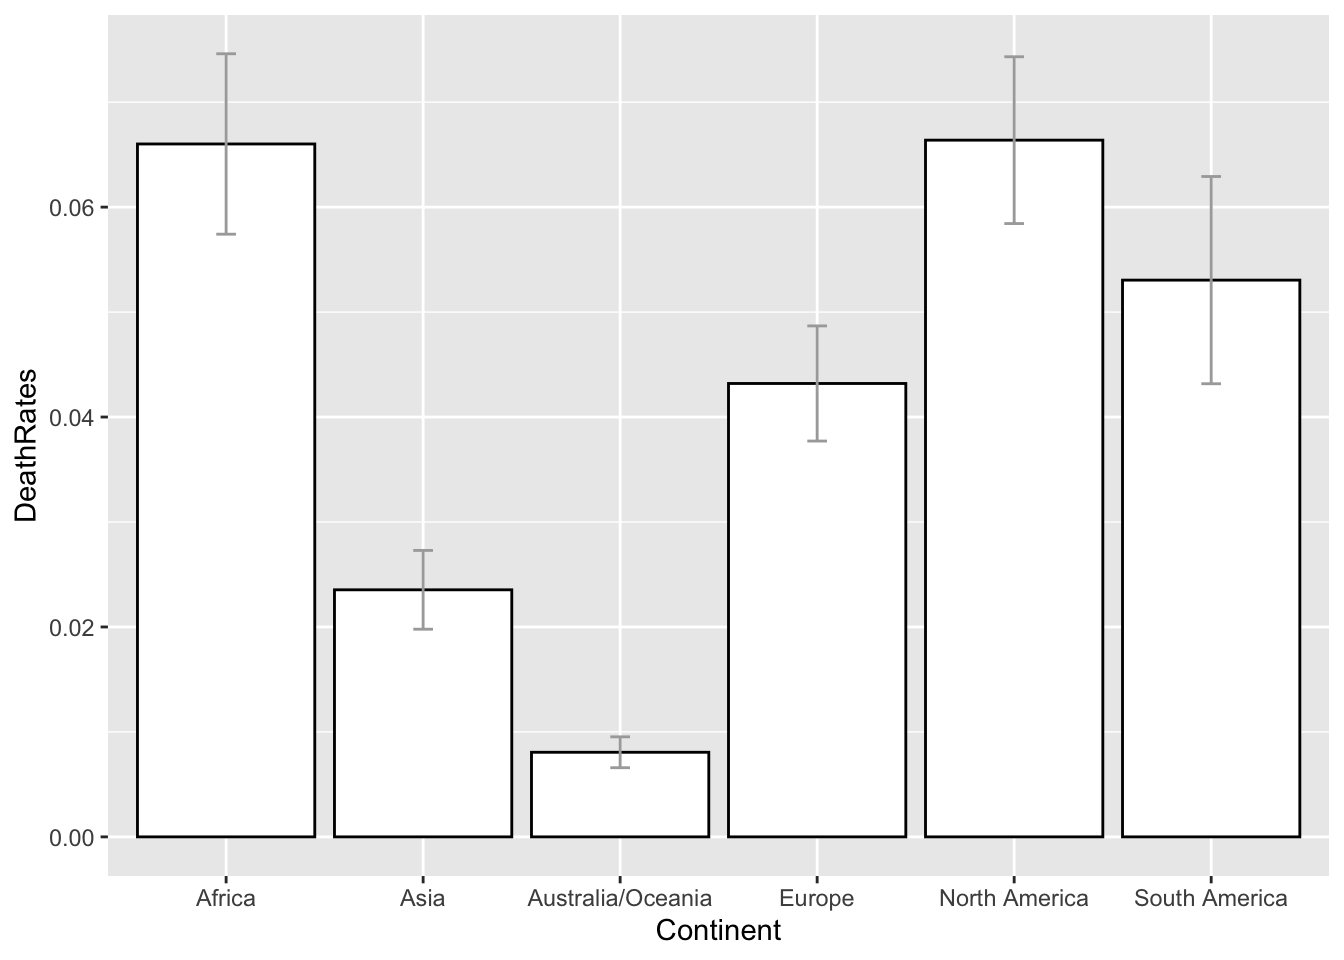 DeathRates
0.06
0.04
0.02
0.00
Africa
Asia
Australia/Oceania
Europe
North America
South America
Continent